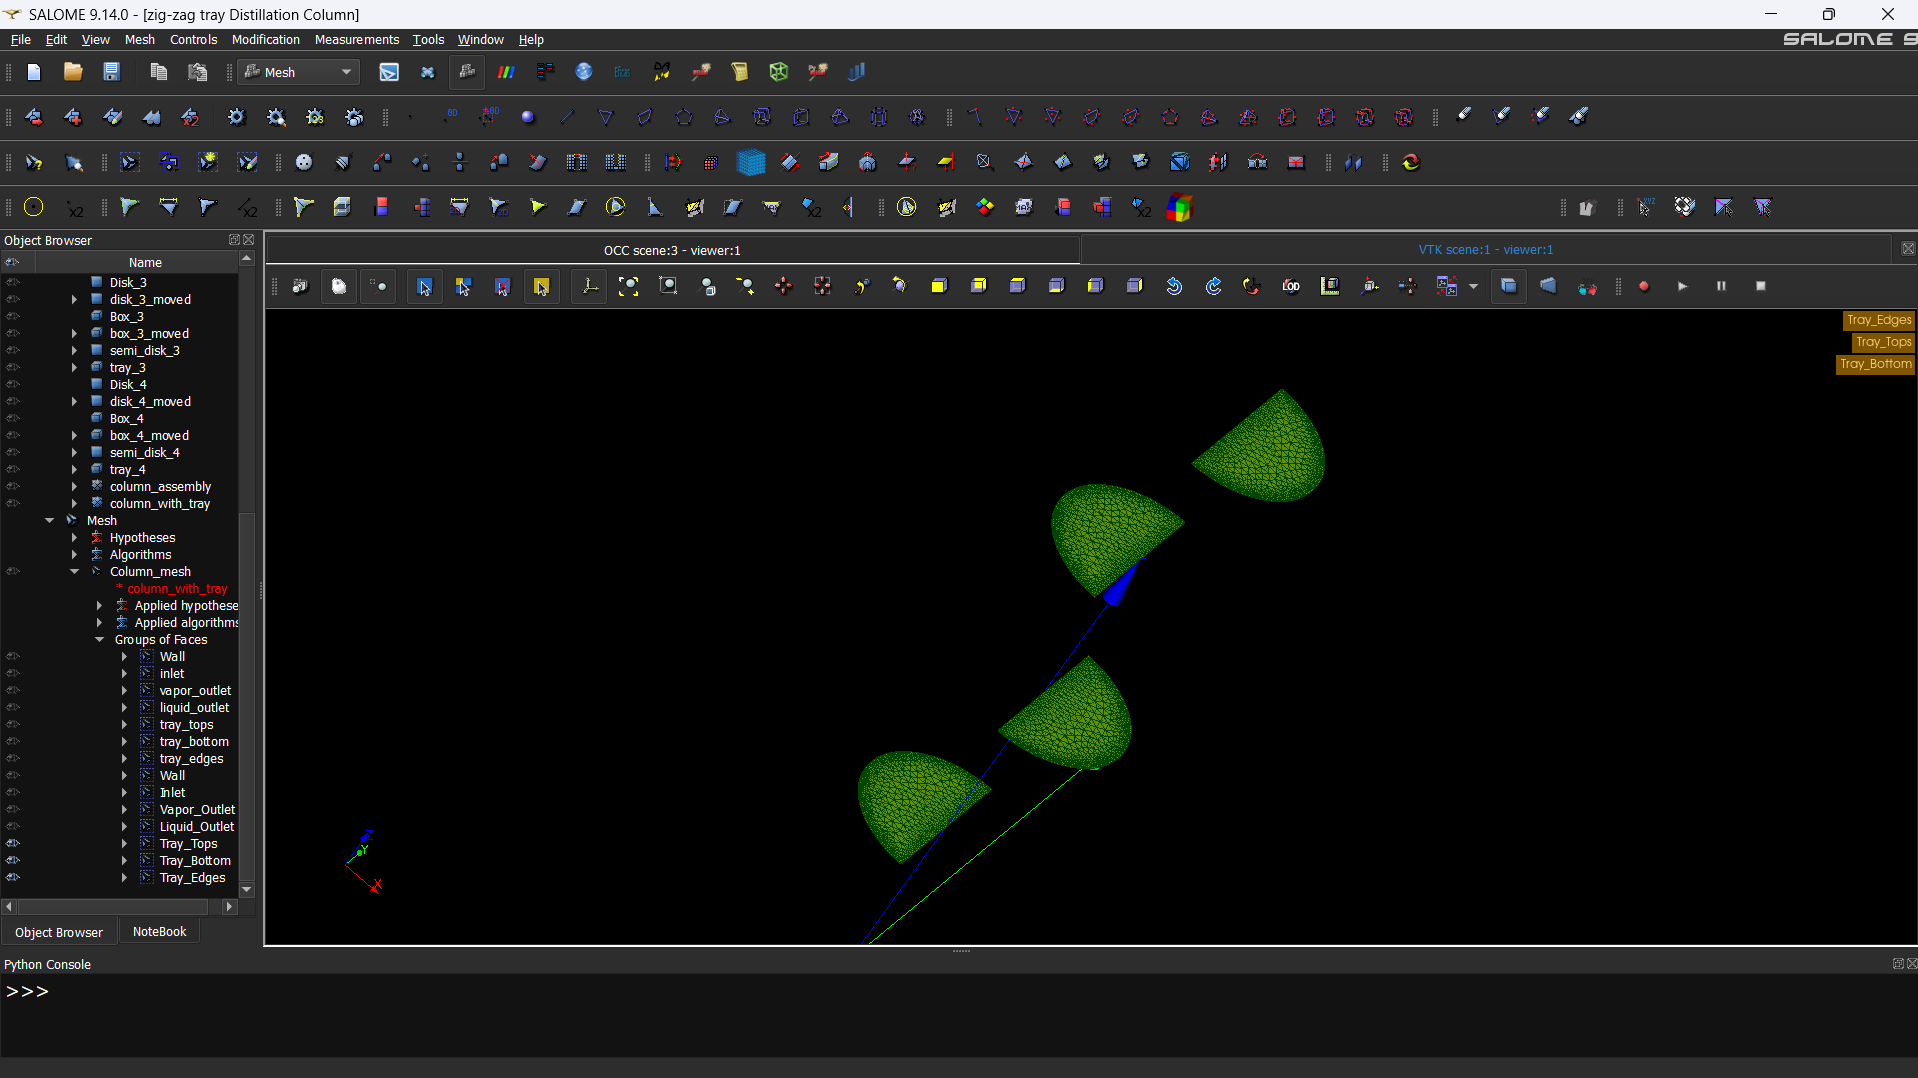 SALOME 9.14.0 - [zig-zag tray Distillation Column]
File Edit View Mesh Controls Modification Measurements Tools Window Help
SALOME 9
Mesh
Object Browser
Name
Disk_3
disk_3_moved
Box_3
box_3_moved
semi_disk_3
tray_3
Disk_4
disk_4_moved
Box_4
box_4_moved
semi_disk_4
tray_4
column_assembly
column_with_tray
Mesh
Hypotheses
Algorithms
Column_mesh
* column_with_tray
Applied hypothese
Applied algorithms
Groups of Faces
Wall
inlet
vapor_outlet
liquid_outlet
tray_tops
tray_bottom
tray_edges
Wall
Inlet
Vapor_Outlet
Liquid_Outlet
Tray_Tops
Tray_Bottom
Tray_Edges
Object Browser NoteBook
OCC scene:3 - viewer:1
VTK scene:1 - viewer:1
Tray_Edges
Tray_Tops
Tray_Bottom
Z
Y
X
Python Console
>>>